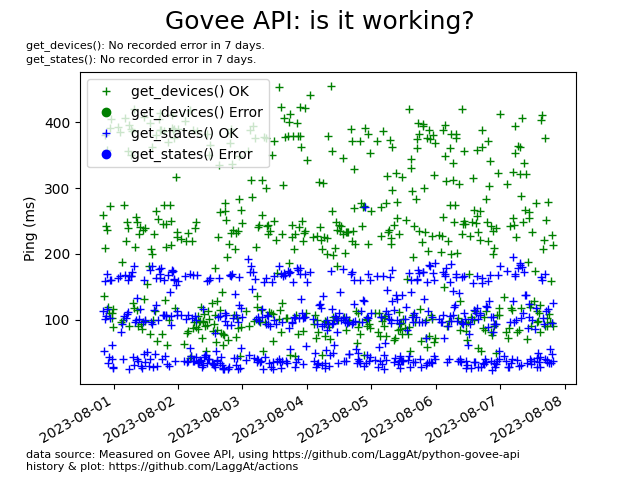 Govee API: is it working?
get_devices(): No recorded error in 7 days.
get_states(): No recorded error in 7 days.
get_devices() OK
get_devices() Error
get_states() OK
get_states() Error
Ping (ms)
400
300
200
100
2023-08-01
2023-08-02
2023-08-03
2023-08-04
2023-08-05
2023-08-06
2023-08-07
2023-08-08
data source: Measured on Govee API, using https://github.com/LaggAt/python-govee-api
history & plot: https://github.com/LaggAt/actions